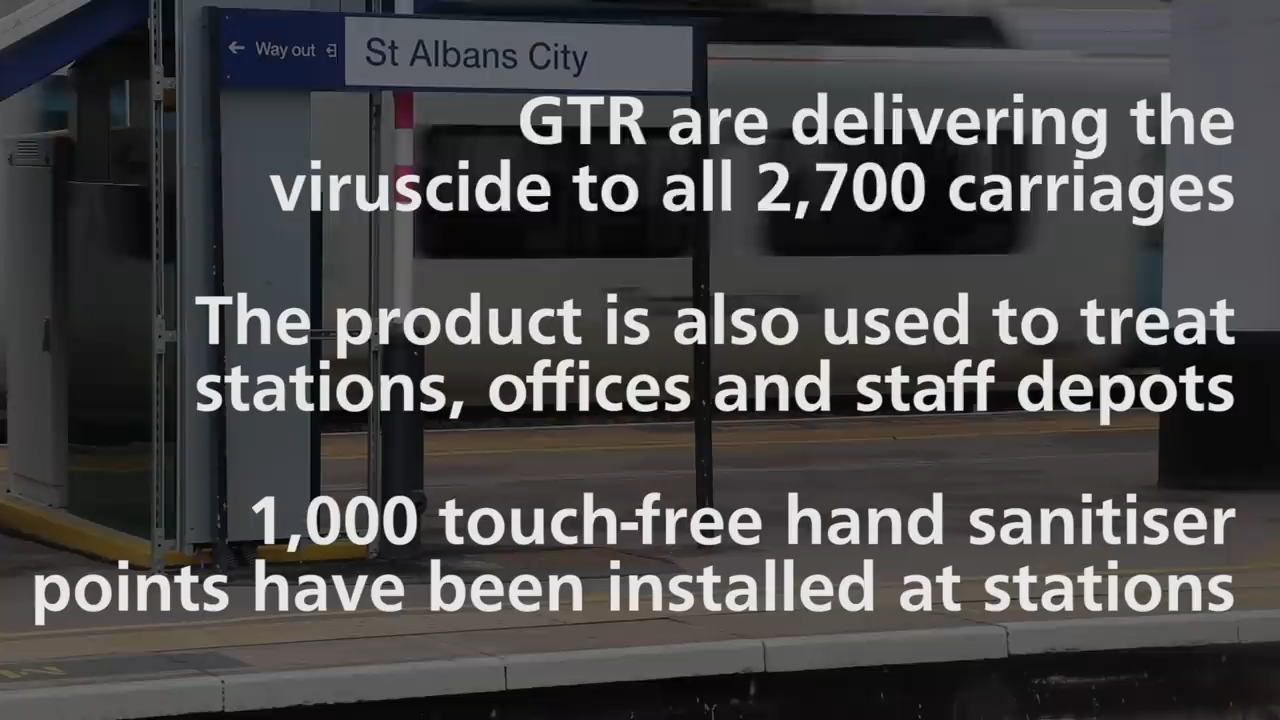 ← Way out
St Albans City
GTR are delivering the
viruscide to all 2,700 carriages
The product is also used to treat
stations, offices and staff depots
1,000 touch-free hand sanitiser
points have been installed at stations